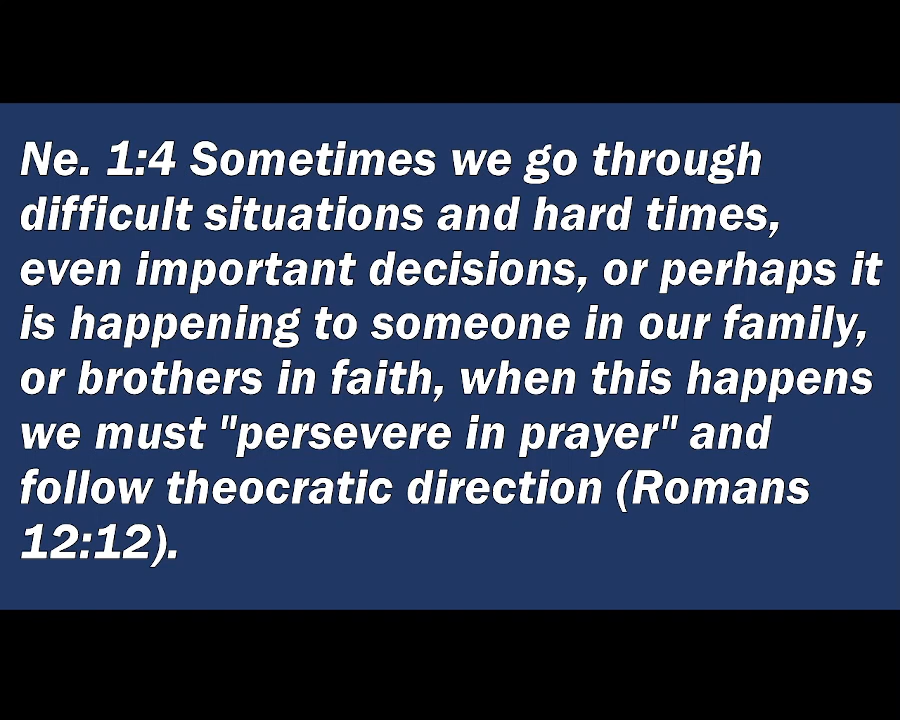 Ne. 1:4 Sometimes we go through
difficult situations and hard times,
even important decisions, or perhaps it
is happening to someone in our family,
or brothers in faith, when this happens
we must "persevere in prayer" and
follow theocratic direction (Romans
12:12).